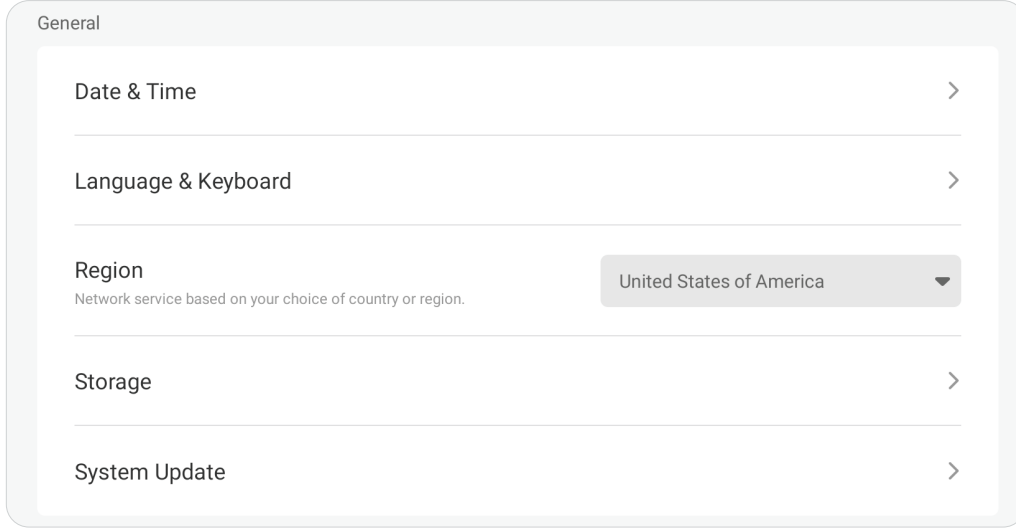 General
Date & Time
Language & Keyboard
Region
Network service based on your choice of country or region.
United States of America
Storage
System Update